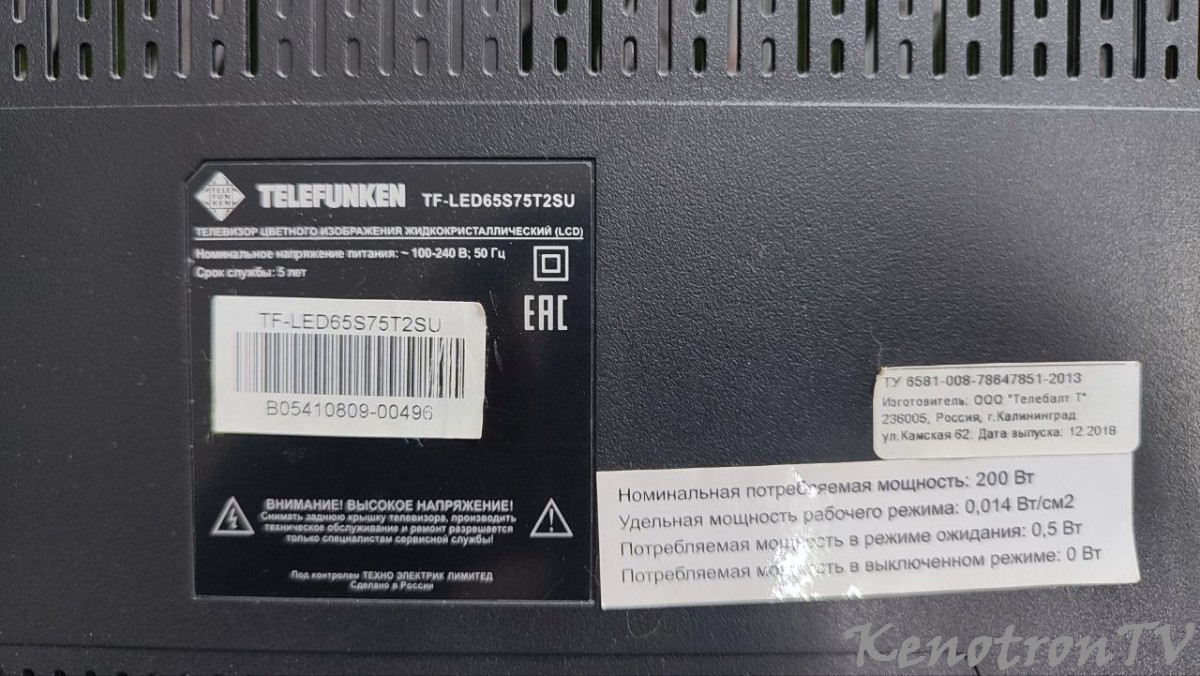 TELE
FUN
KEN
TELEFUNKEN TF-LED65S75T2SU
ТЕЛЕВИЗОР ЦВЕТНОГО ИЗОБРАЖЕНИЯ ЖИДКОКРИСТАЛЛИЧЕСКИЙ (LCD)
Номинальное напряжение питания: ~ 100-240 В; 50 Гц
Срок службы: 5 лет
EAC
TF-LED65S75T2SU
B05410809-00496
ВНИМАНИЕ! ВЫСОКОЕ НАПРЯЖЕНИЕ!
Снимать заднюю крышку телевизора, производить
техническое обслуживание и ремонт разрешается
только специалистам сервисной службы!
Под контролем ТЕХНО ЭЛЕКТРИК ЛИМИТЕД
Сделано в России
ТУ 6581-008-78647851-2013
Изготовитель: ООО "Телебалт Т"
236005, Россия, г.Калининград
ул.Камская 62. Дата выпуска: 12.2018
Номинальная потребляемая мощность: 200 Вт
Удельная мощность рабочего режима: 0,014 Вт/см2
Потребляемая мощность в режиме ожидания: 0,5 Вт
Потребляемая мощность в выключенном режиме: 0 Вт
KenotronTV